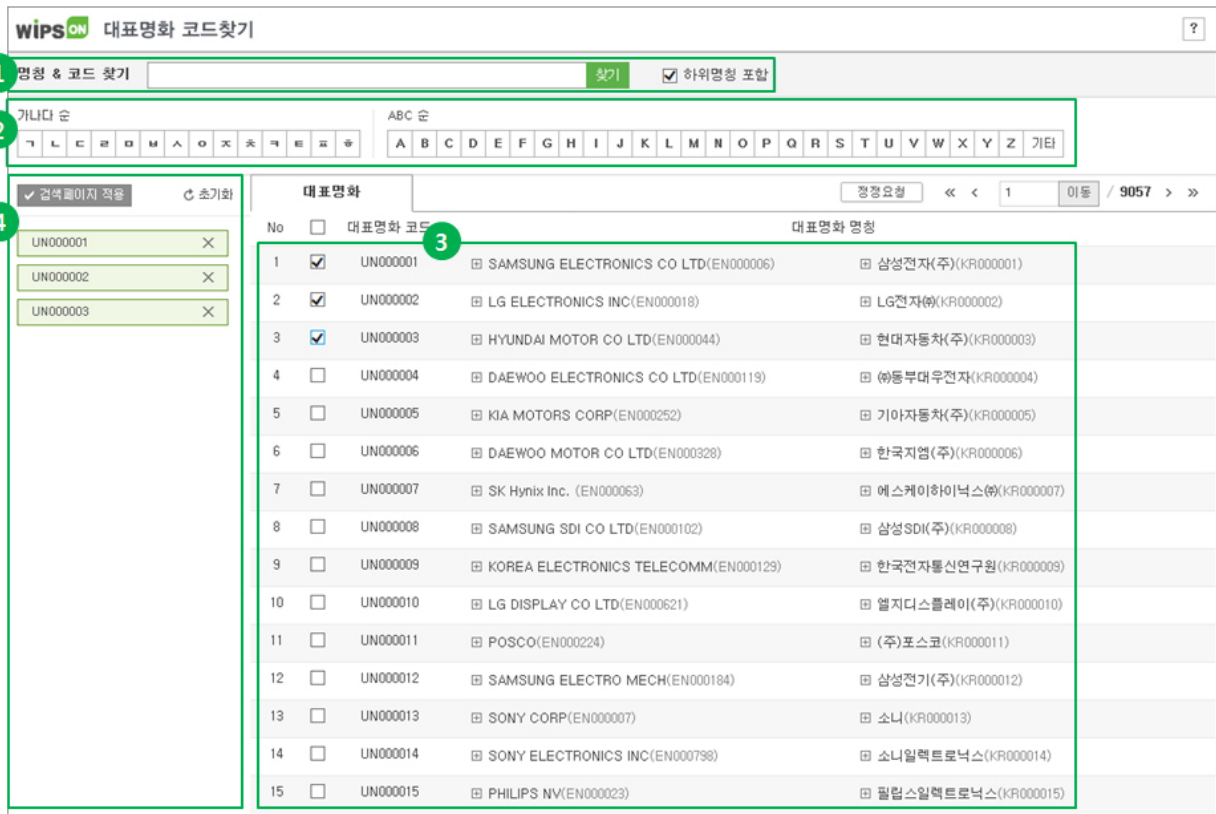 WIPS ON 대표명화 코드찾기 ?
1 명칭 & 코드 찾기 찾기 하위명칭 포함
2 가나다 순 ABC 순
ㄱ ㄴ ㄷ ㄹ ㅁ ㅂ ㅅ ㅇ ㅈ ㅊ ㅋ ㅌ ㅍ ㅎ A B C D E F G H I J K L M N O P Q R S T U V W X Y Z 기타
4 검색페이지 적용 초기화 대표명화 정정요청 « < 1 이동 / 9057 > »
No 대표명화 코드 3 대표명화 명칭
UN000001
UN000002
UN000003
1 UN000001 SAMSUNG ELECTRONICS CO LTD(EN000006) 삼성전자(주)(KR000001)
2 UN000002 LG ELECTRONICS INC(EN000018) LG전자㈜(KR000002)
3 UN000003 HYUNDAI MOTOR CO LTD(EN000044) 현대자동차(주)(KR000003)
4 UN000004 DAEWOO ELECTRONICS CO LTD(EN000119) ㈜동부대우전자(KR000004)
5 UN000005 KIA MOTORS CORP(EN000252) 기아자동차(주)(KR000005)
6 UN000006 DAEWOO MOTOR CO LTD(EN000328) 한국지엠(주)(KR000006)
7 UN000007 SK Hynix Inc. (EN000063) 에스케이하이닉스㈜(KR000007)
8 UN000008 SAMSUNG SDI CO LTD(EN000102) 삼성SDI(주)(KR000008)
9 UN000009 KOREA ELECTRONICS TELECOMM(EN000129) 한국전자통신연구원(KR000009)
10 UN000010 LG DISPLAY CO LTD(EN000621) 엘지디스플레이(주)(KR000010)
11 UN000011 POSCO(EN000224) (주)포스코(KR000011)
12 UN000012 SAMSUNG ELECTRO MECH(EN000184) 삼성전기(주)(KR000012)
13 UN000013 SONY CORP(EN000007) 소니(KR000013)
14 UN000014 SONY ELECTRONICS INC(EN000798) 소니일렉트로닉스(KR000014)
15 UN000015 PHILIPS NV(EN000023) 필립스일렉트로닉스(KR000015)